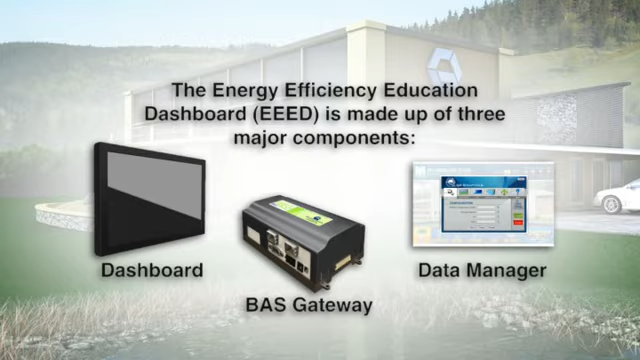 The Energy Efficiency Education
Dashboard (EEED) is made up of three
major components:
Dashboard
BAS Gateway
Data Manager